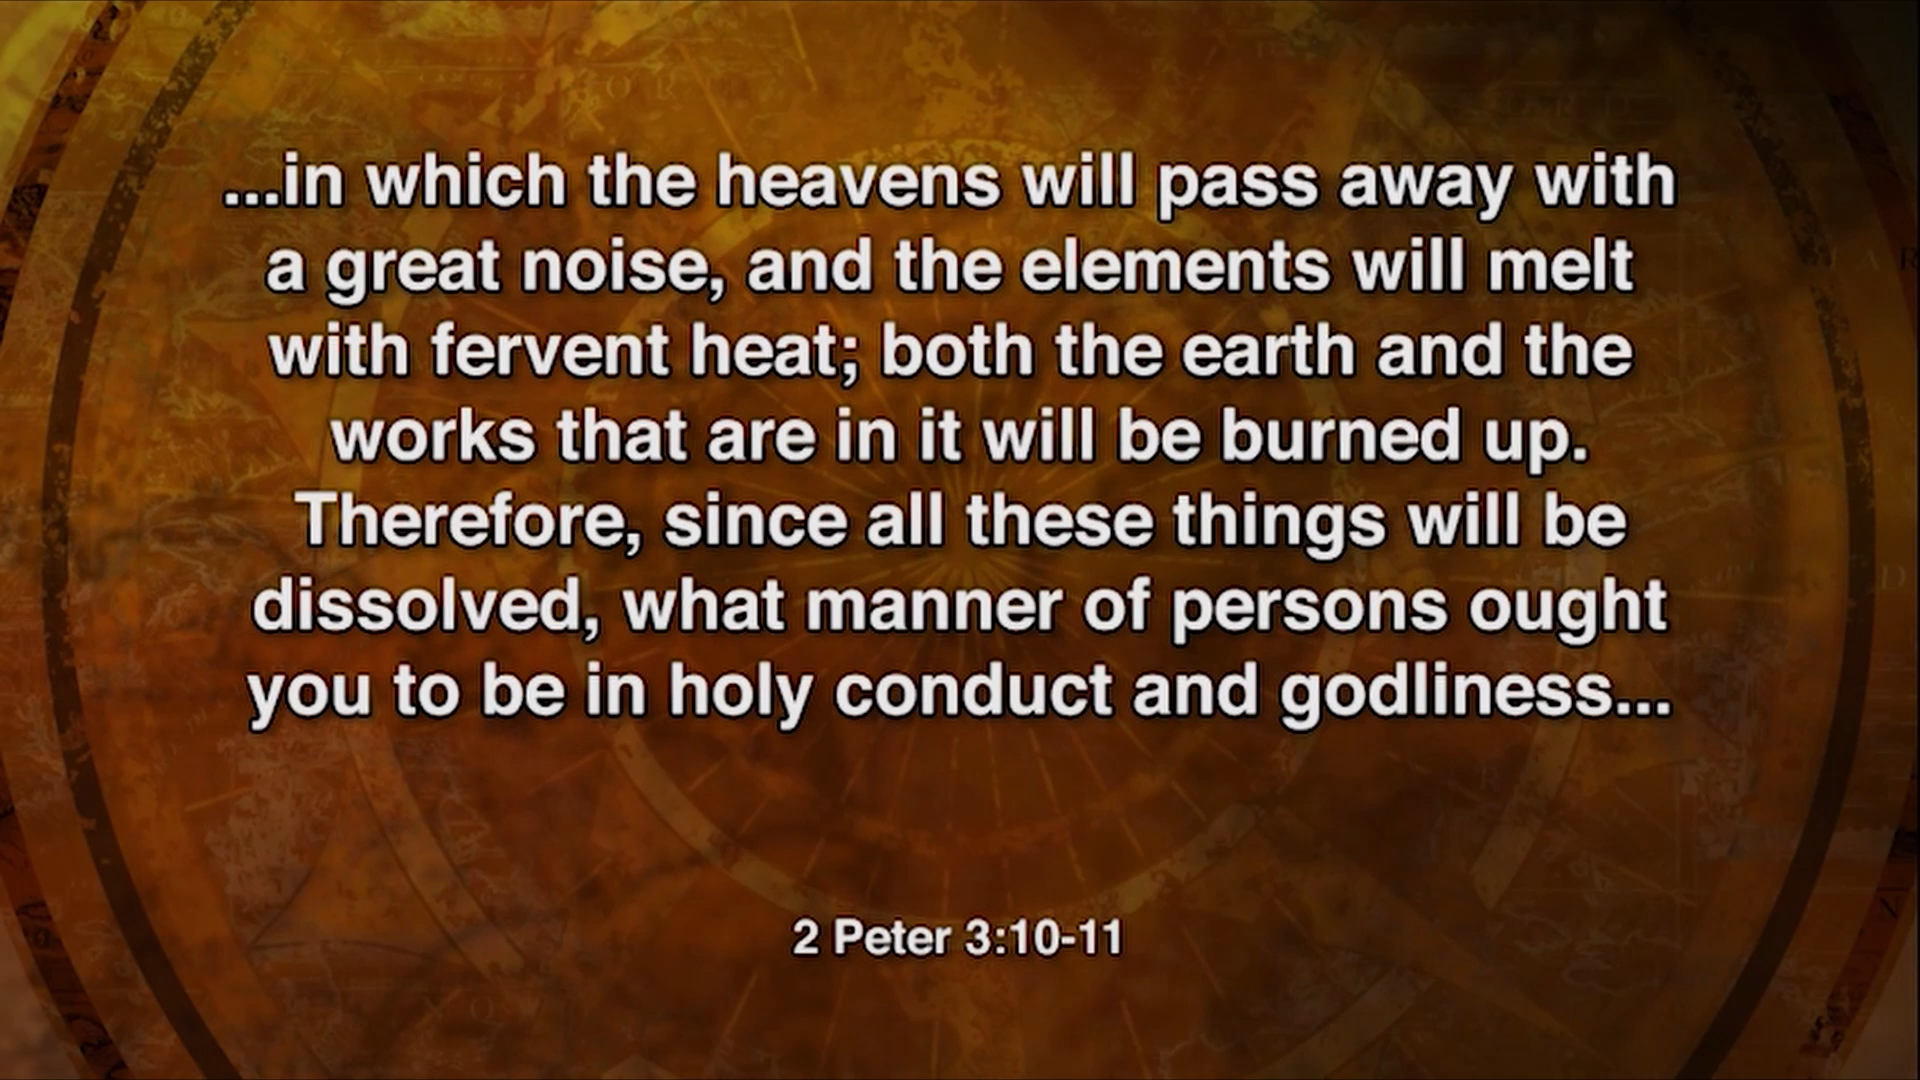 ...in which the heavens will pass away with
a great noise, and the elements will melt
with fervent heat; both the earth and the
works that are in it will be burned up.
Therefore, since all these things will be
dissolved, what manner of persons ought
you to be in holy conduct and godliness...
2 Peter 3:10-11